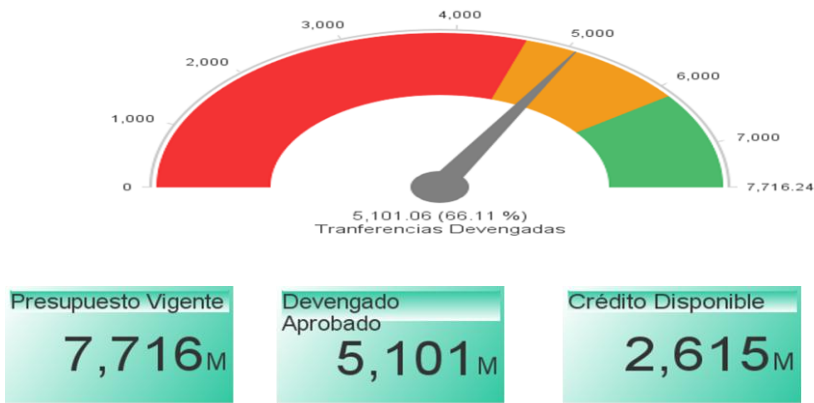 4,000
3,000
5,000
2,000
6,000
1,000
7,000
0
7,716.24
5,101.06 (66.11 %)
Tranferencias Devengadas
Presupuesto Vigente
7,716M
Devengado
Aprobado
5,101M
Crédito Disponible
2,615M